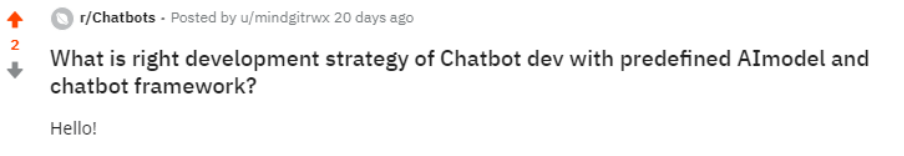 r/Chatbots · Posted by u/mindgitrwx 20 days ago
2
What is right development strategy of Chatbot dev with predefined AImodel and
chatbot framework?
Hello!